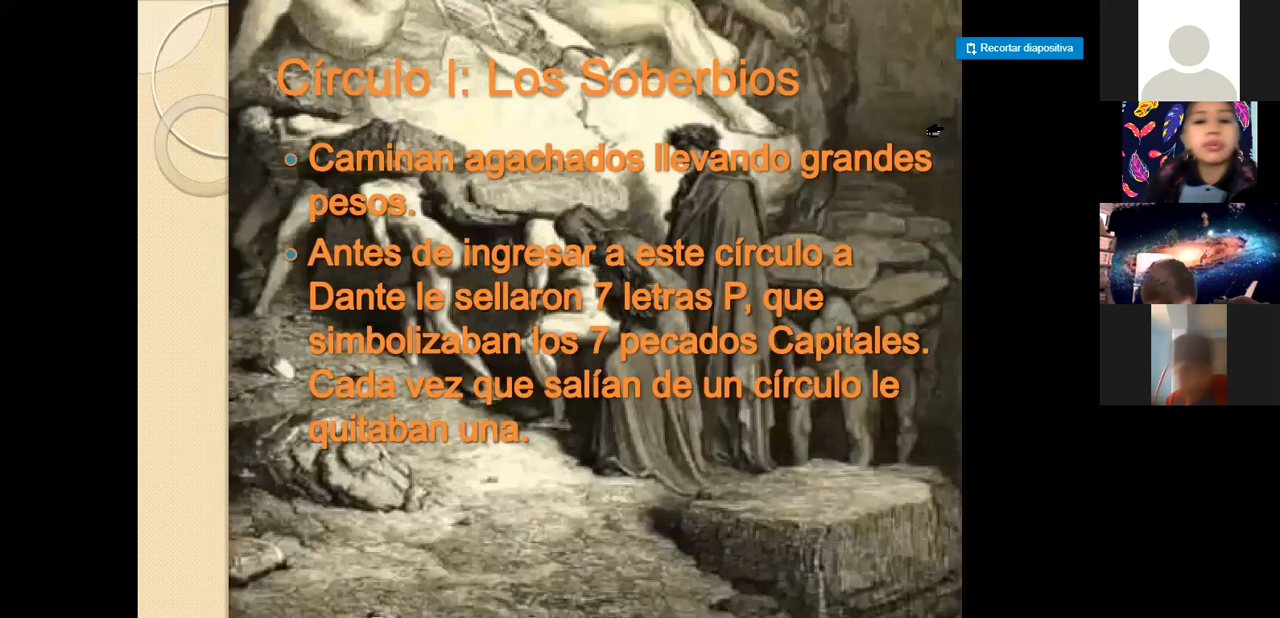 Círculo I: Los Soberbios
Recortar diapositiva
Caminan agachados llevando grandes
pesos.
Antes de ingresar a este círculo a
Dante le sellaron 7 letras P, que
simbolizaban los 7 pecados Capitales.
Cada vez que salían de un círculo le
quitaban una.